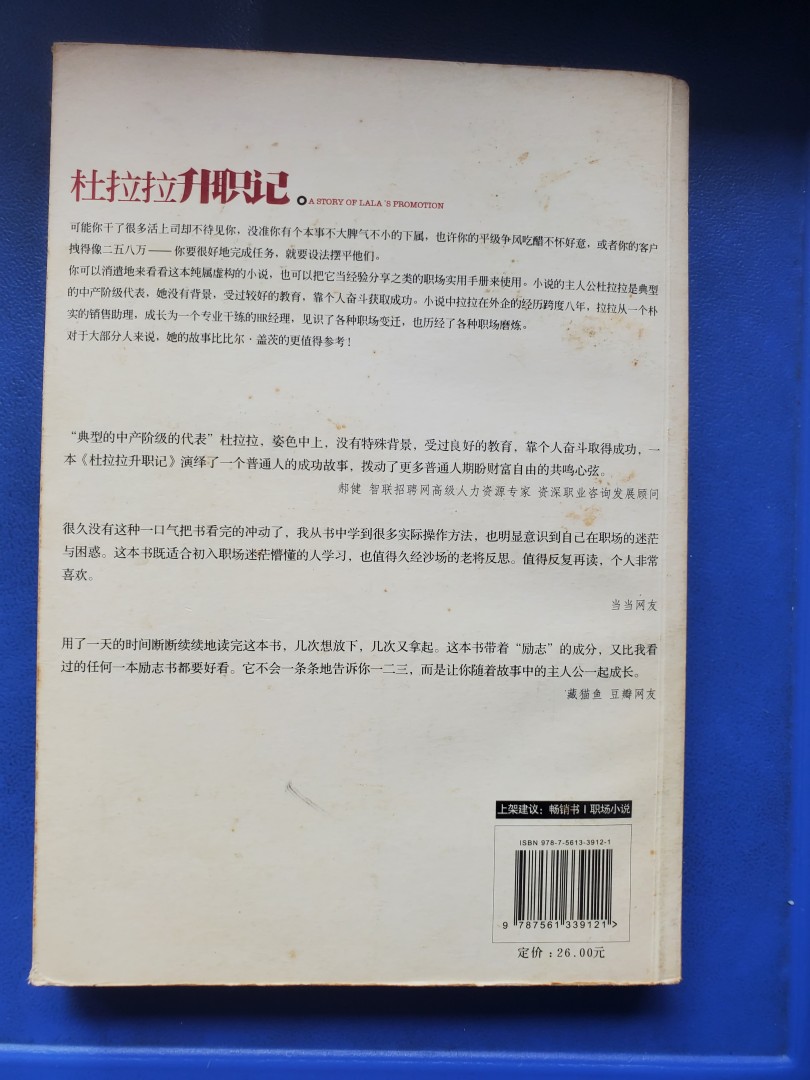 杜拉拉升职记 A STORY OF LALA'S PROMOTION
可能你干了很多活上司却不待见你，没准你有个本事不大脾气不小的下属，也许你的平级争风吃醋不怀好意，或者你的客户
拽得像二五八万——你要很好地完成任务，就要设法摆平他们。
你可以消遣地来看看这本纯属虚构的小说，也可以把它当经验分享之类的职场实用手册来使用。小说的主人公杜拉拉是典型
的中产阶级代表，她没有背景，受过较好的教育，靠个人奋斗获取成功。小说中拉拉在外企的经历跨度八年，拉拉从一个朴
实的销售助理，成长为一个专业干练的HR经理，见识了各种职场变迁，也历经了各种职场磨炼。
对于大部分人来说，她的故事比比尔·盖茨的更值得参考！
“典型的中产阶级的代表”杜拉拉，姿色中上，没有特殊背景，受过良好的教育，靠个人奋斗取得成功，一
本《杜拉拉升职记》演绎了一个普通人的成功故事，拨动了更多普通人期盼财富自由的共鸣心弦。
郝健 智联招聘网高级人力资源专家 资深职业咨询发展顾问
很久没有这种一口气把书看完的冲动了，我从书中学到很多实际操作方法，也明显意识到自己在职场的迷茫
与困惑。这本书既适合初入职场迷茫懵懂的人学习，也值得久经沙场的老将反思。值得反复再读，个人非常
喜欢。
当当网友
用了一天的时间断断续续地读完这本书，几次想放下，几次又拿起。这本书带着“励志”的成分，又比我看
过的任何一本励志书都要好看。它不会一条条地告诉你一二三，而是让你随着故事中的主人公一起成长。
藏猫鱼 豆瓣网友
上架建议：畅销书 | 职场小说
ISBN 978-7-5613-3912-1
9 787561 339121 >
定价：26.00元